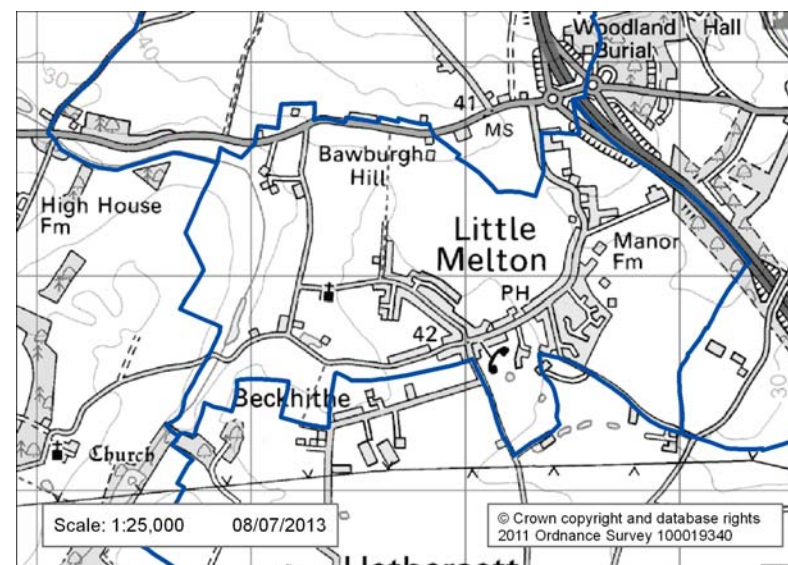 Woodland Hall
Burial
40
30
41
MS
Bawburgh
Hill
High House
Fm
Little
Melton
Manor
Fm
PH
42
30
Beckhithe
Church
Scale: 1:25,000 08/07/2013
© Crown copyright and database rights
2011 Ordnance Survey 100019340
Hethersett